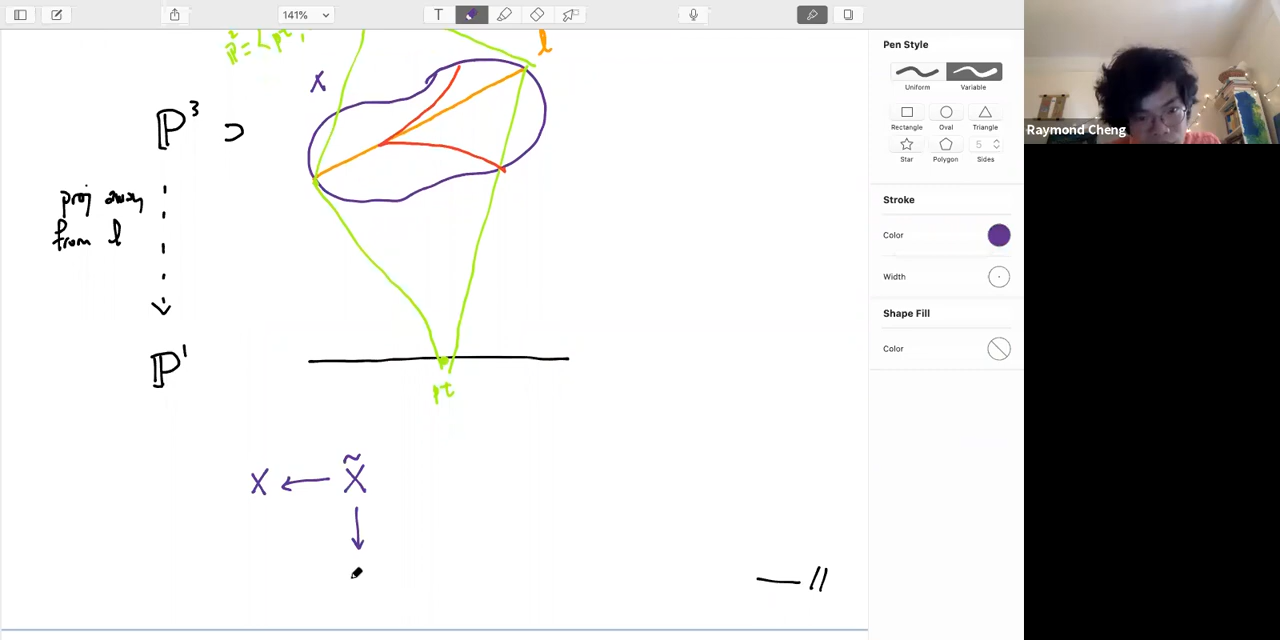 141%
T
Pen Style
Uniform
Variable
Rectangle
Oval
Triangle
Star
Polygon
5
Sides
Stroke
Color
Width
Shape Fill
Color
Raymond Cheng
l
X
ℙ³ ⊃
proj away
from l
ℙ¹
pt
X ← X̃